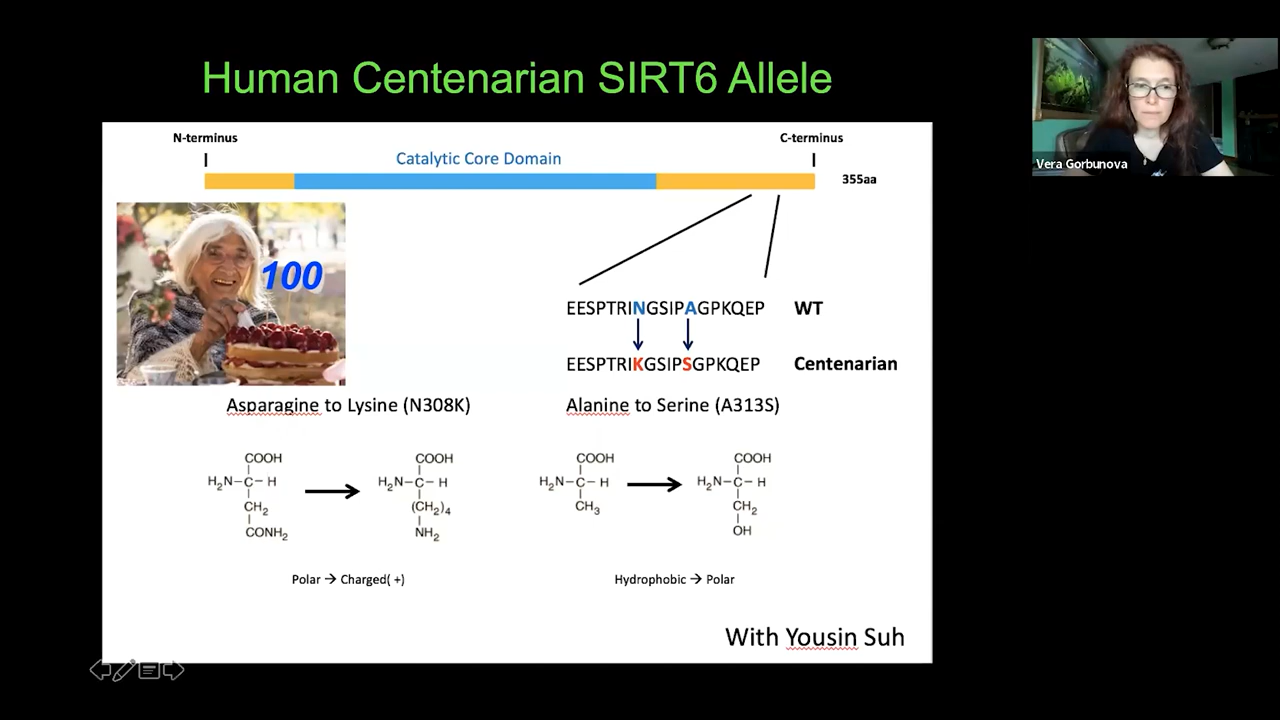 Human Centenarian SIRT6 Allele
Vera Gorbunova
N-terminus
C-terminus
Catalytic Core Domain
355aa
100
EESPTRINGSIPAGPKQEP WT
EESPTRIKGSIPSGPKQEP Centenarian
Asparagine to Lysine (N308K)
Alanine to Serine (A313S)
COOH COOH COOH COOH
H₂N–C–H H₂N–C–H H₂N–C–H H₂N–C–H
CH₂ (CH₂)₄ CH₃ CH₂
CONH₂ NH₂ OH
Polar → Charged( +)
Hydrophobic → Polar
With Yousin Suh